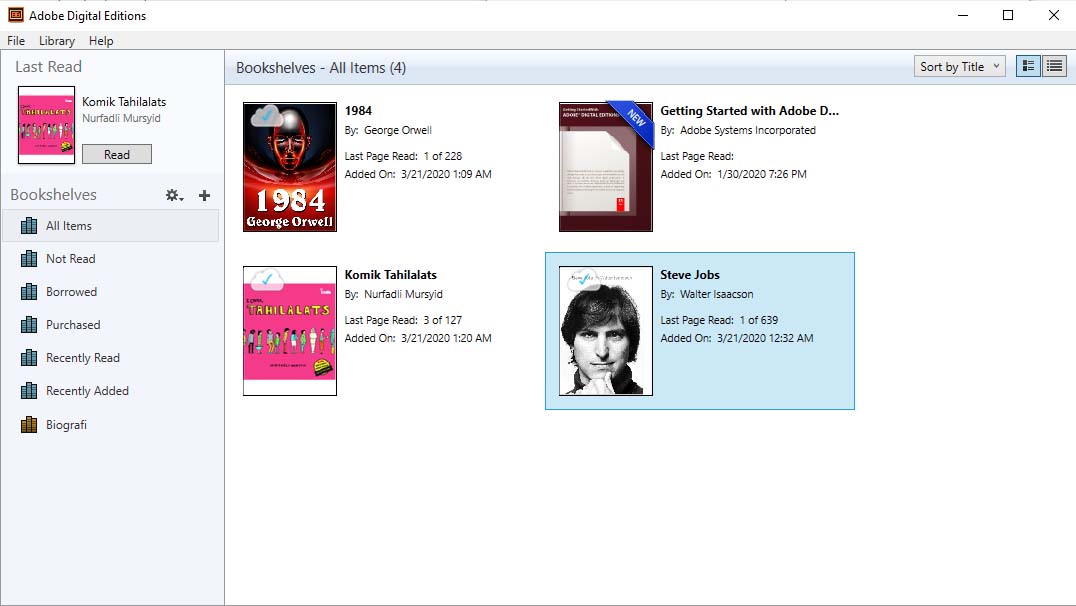 Adobe Digital Editions
File Library Help
Last Read
TAHILALATS
Komik Tahilalats
Nurfadli Mursyid
Read
Bookshelves
All Items
Not Read
Borrowed
Purchased
Recently Read
Recently Added
Biografi
Bookshelves - All Items (4)
Sort by Title
1984
George Orwell
1984
By: George Orwell
Last Page Read: 1 of 228
Added On: 3/21/2020 1:09 AM
Getting Started With
ADOBE® DIGITAL EDITIONS
NEW
Getting Started with Adobe D...
By: Adobe Systems Incorporated
Last Page Read:
Added On: 1/30/2020 7:26 PM
TAHILALATS
Komik Tahilalats
By: Nurfadli Mursyid
Last Page Read: 3 of 127
Added On: 3/21/2020 1:20 AM
Steve Jobs
By: Walter Isaacson
Last Page Read: 1 of 639
Added On: 3/21/2020 12:32 AM